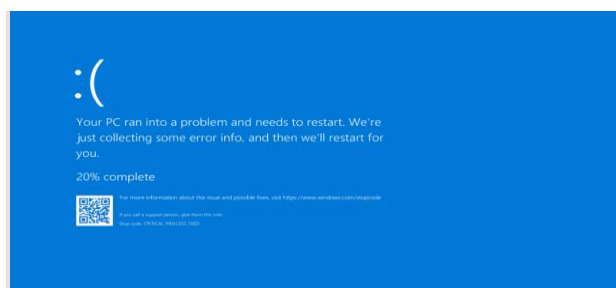 :(
Your PC ran into a problem and needs to restart. We're
just collecting some error info, and then we'll restart for
you.
20% complete
For more information about this issue and possible fixes, visit https://www.windows.com/stopcode
If you call a support person, give them this info:
Stop code: CRITICAL_PROCESS_DIED